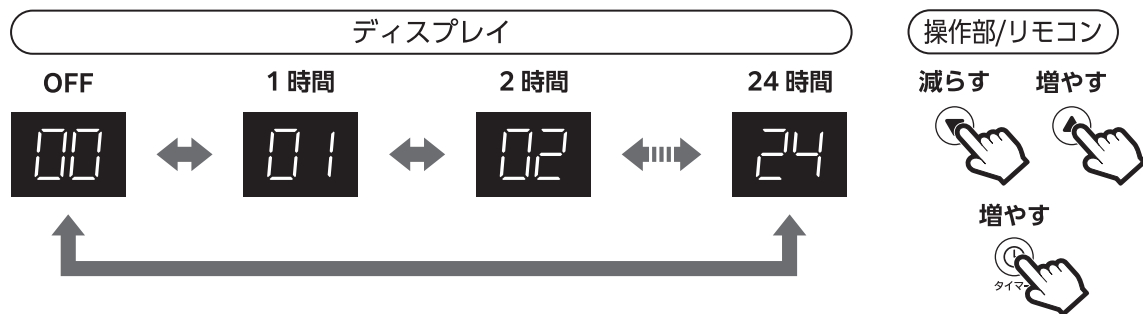 ディスプレイ
操作部/リモコン
OFF
1 時間
2 時間
24 時間
減らす
増やす
00
01
02
24
増やす
タイマー